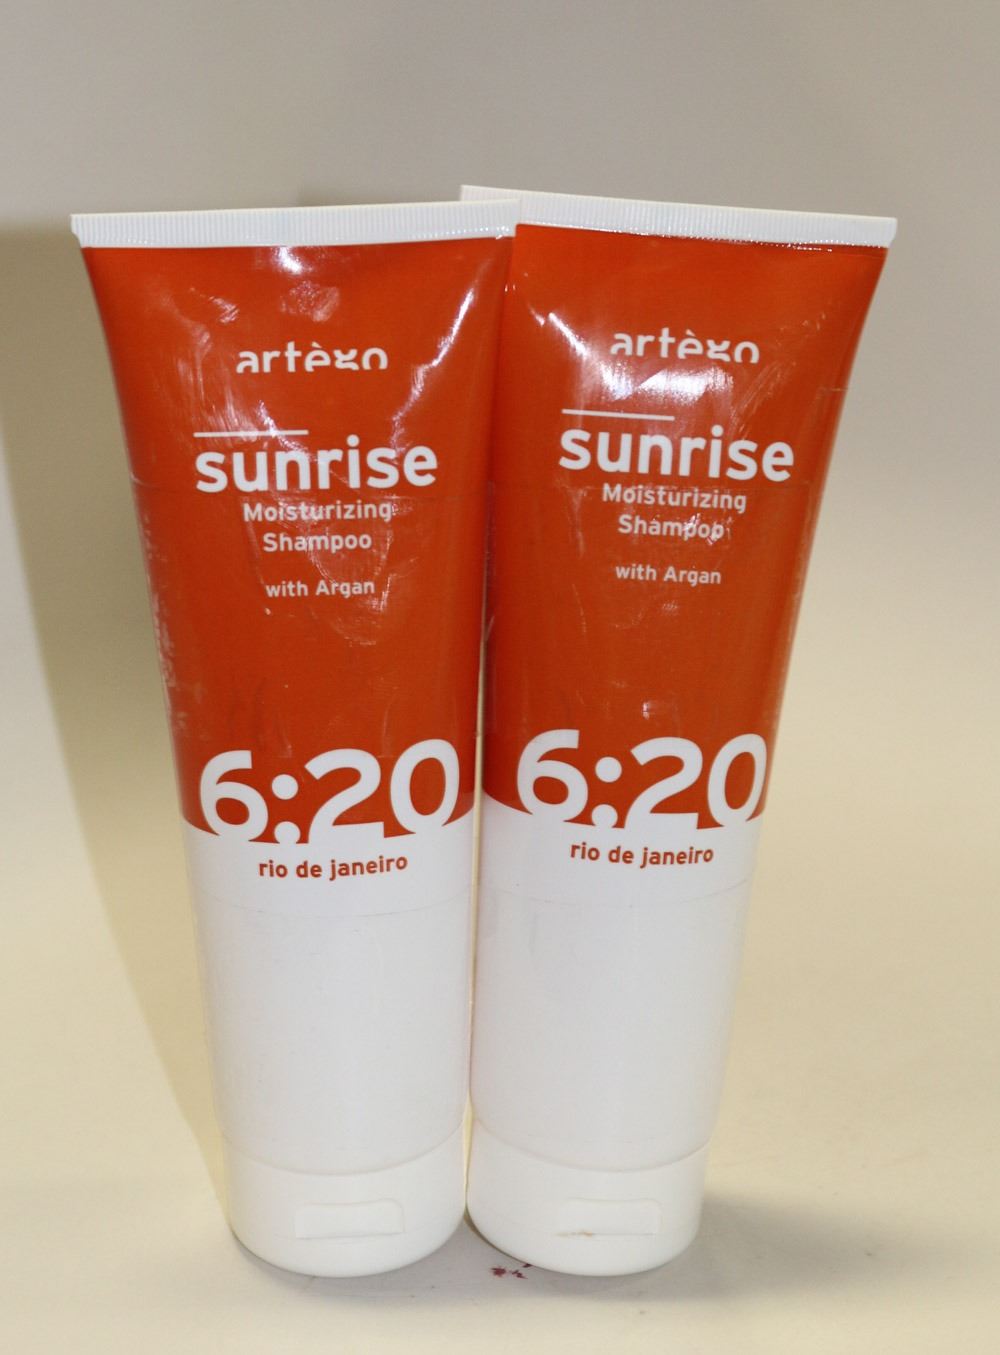 artègo
sunrise
Moisturizing
Shampoo
with Argan
6:20
rio de janeiro
artègo
sunrise
Moisturizing
Shampoo
with Argan
6:20
rio de janeiro